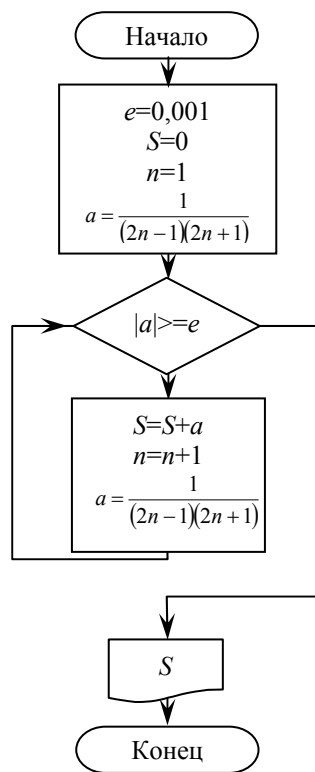 Начало
e=0,001
S=0
n=1
a = 1/((2n−1)(2n+1))
|a|>=e
S=S+a
n=n+1
a = 1/((2n−1)(2n+1))
S
Конец